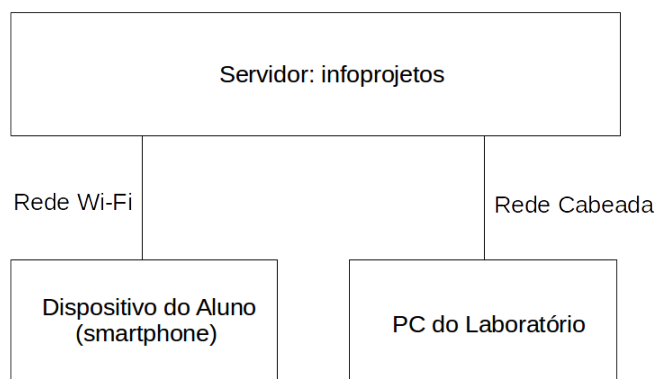 Servidor: infoprojetos
Rede Wi-Fi
Rede Cabeada
Dispositivo do Aluno
(smartphone)
PC do Laboratório